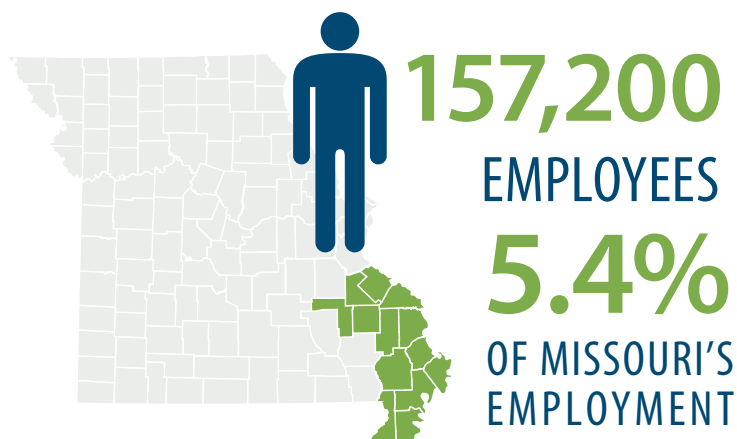 157,200
EMPLOYEES
5.4%
OF MISSOURI'S
EMPLOYMENT